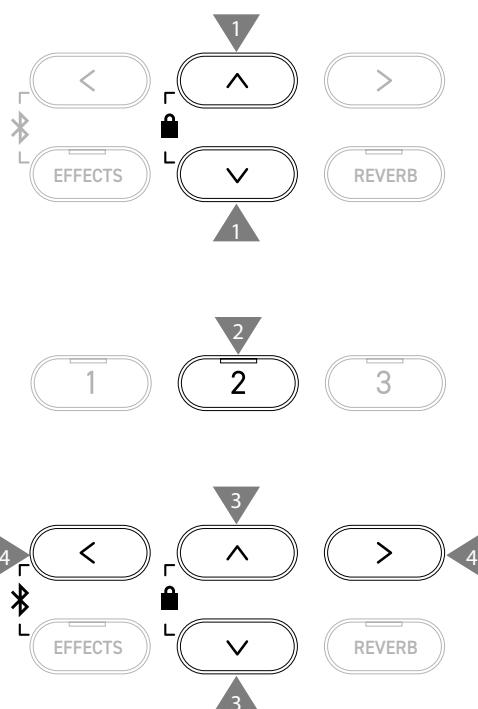 1
< ∧ >
EFFECTS ∨ REVERB
1
2
1 2 3
3
4 < ∧ > 4
EFFECTS ∨ REVERB
3